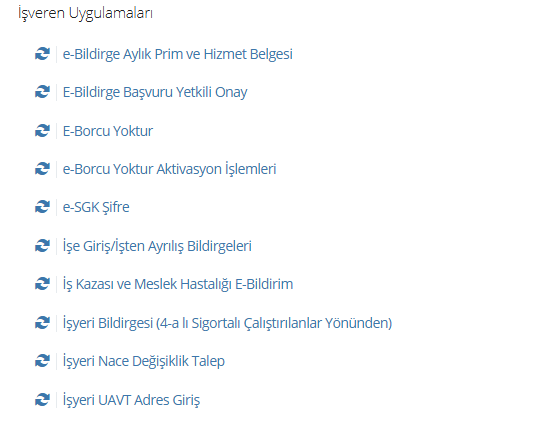 İşveren Uygulamaları
e-Bildirge Aylık Prim ve Hizmet Belgesi
E-Bildirge Başvuru Yetkili Onay
E-Borcu Yoktur
e-Borcu Yoktur Aktivasyon İşlemleri
e-SGK Şifre
İşe Giriş/İşten Ayrılış Bildirgeleri
İş Kazası ve Meslek Hastalığı E-Bildirim
İşyeri Bildirgesi (4-a lı Sigortalı Çalıştırılanlar Yönünden)
İşyeri Nace Değişiklik Talep
İşyeri UAVT Adres Giriş